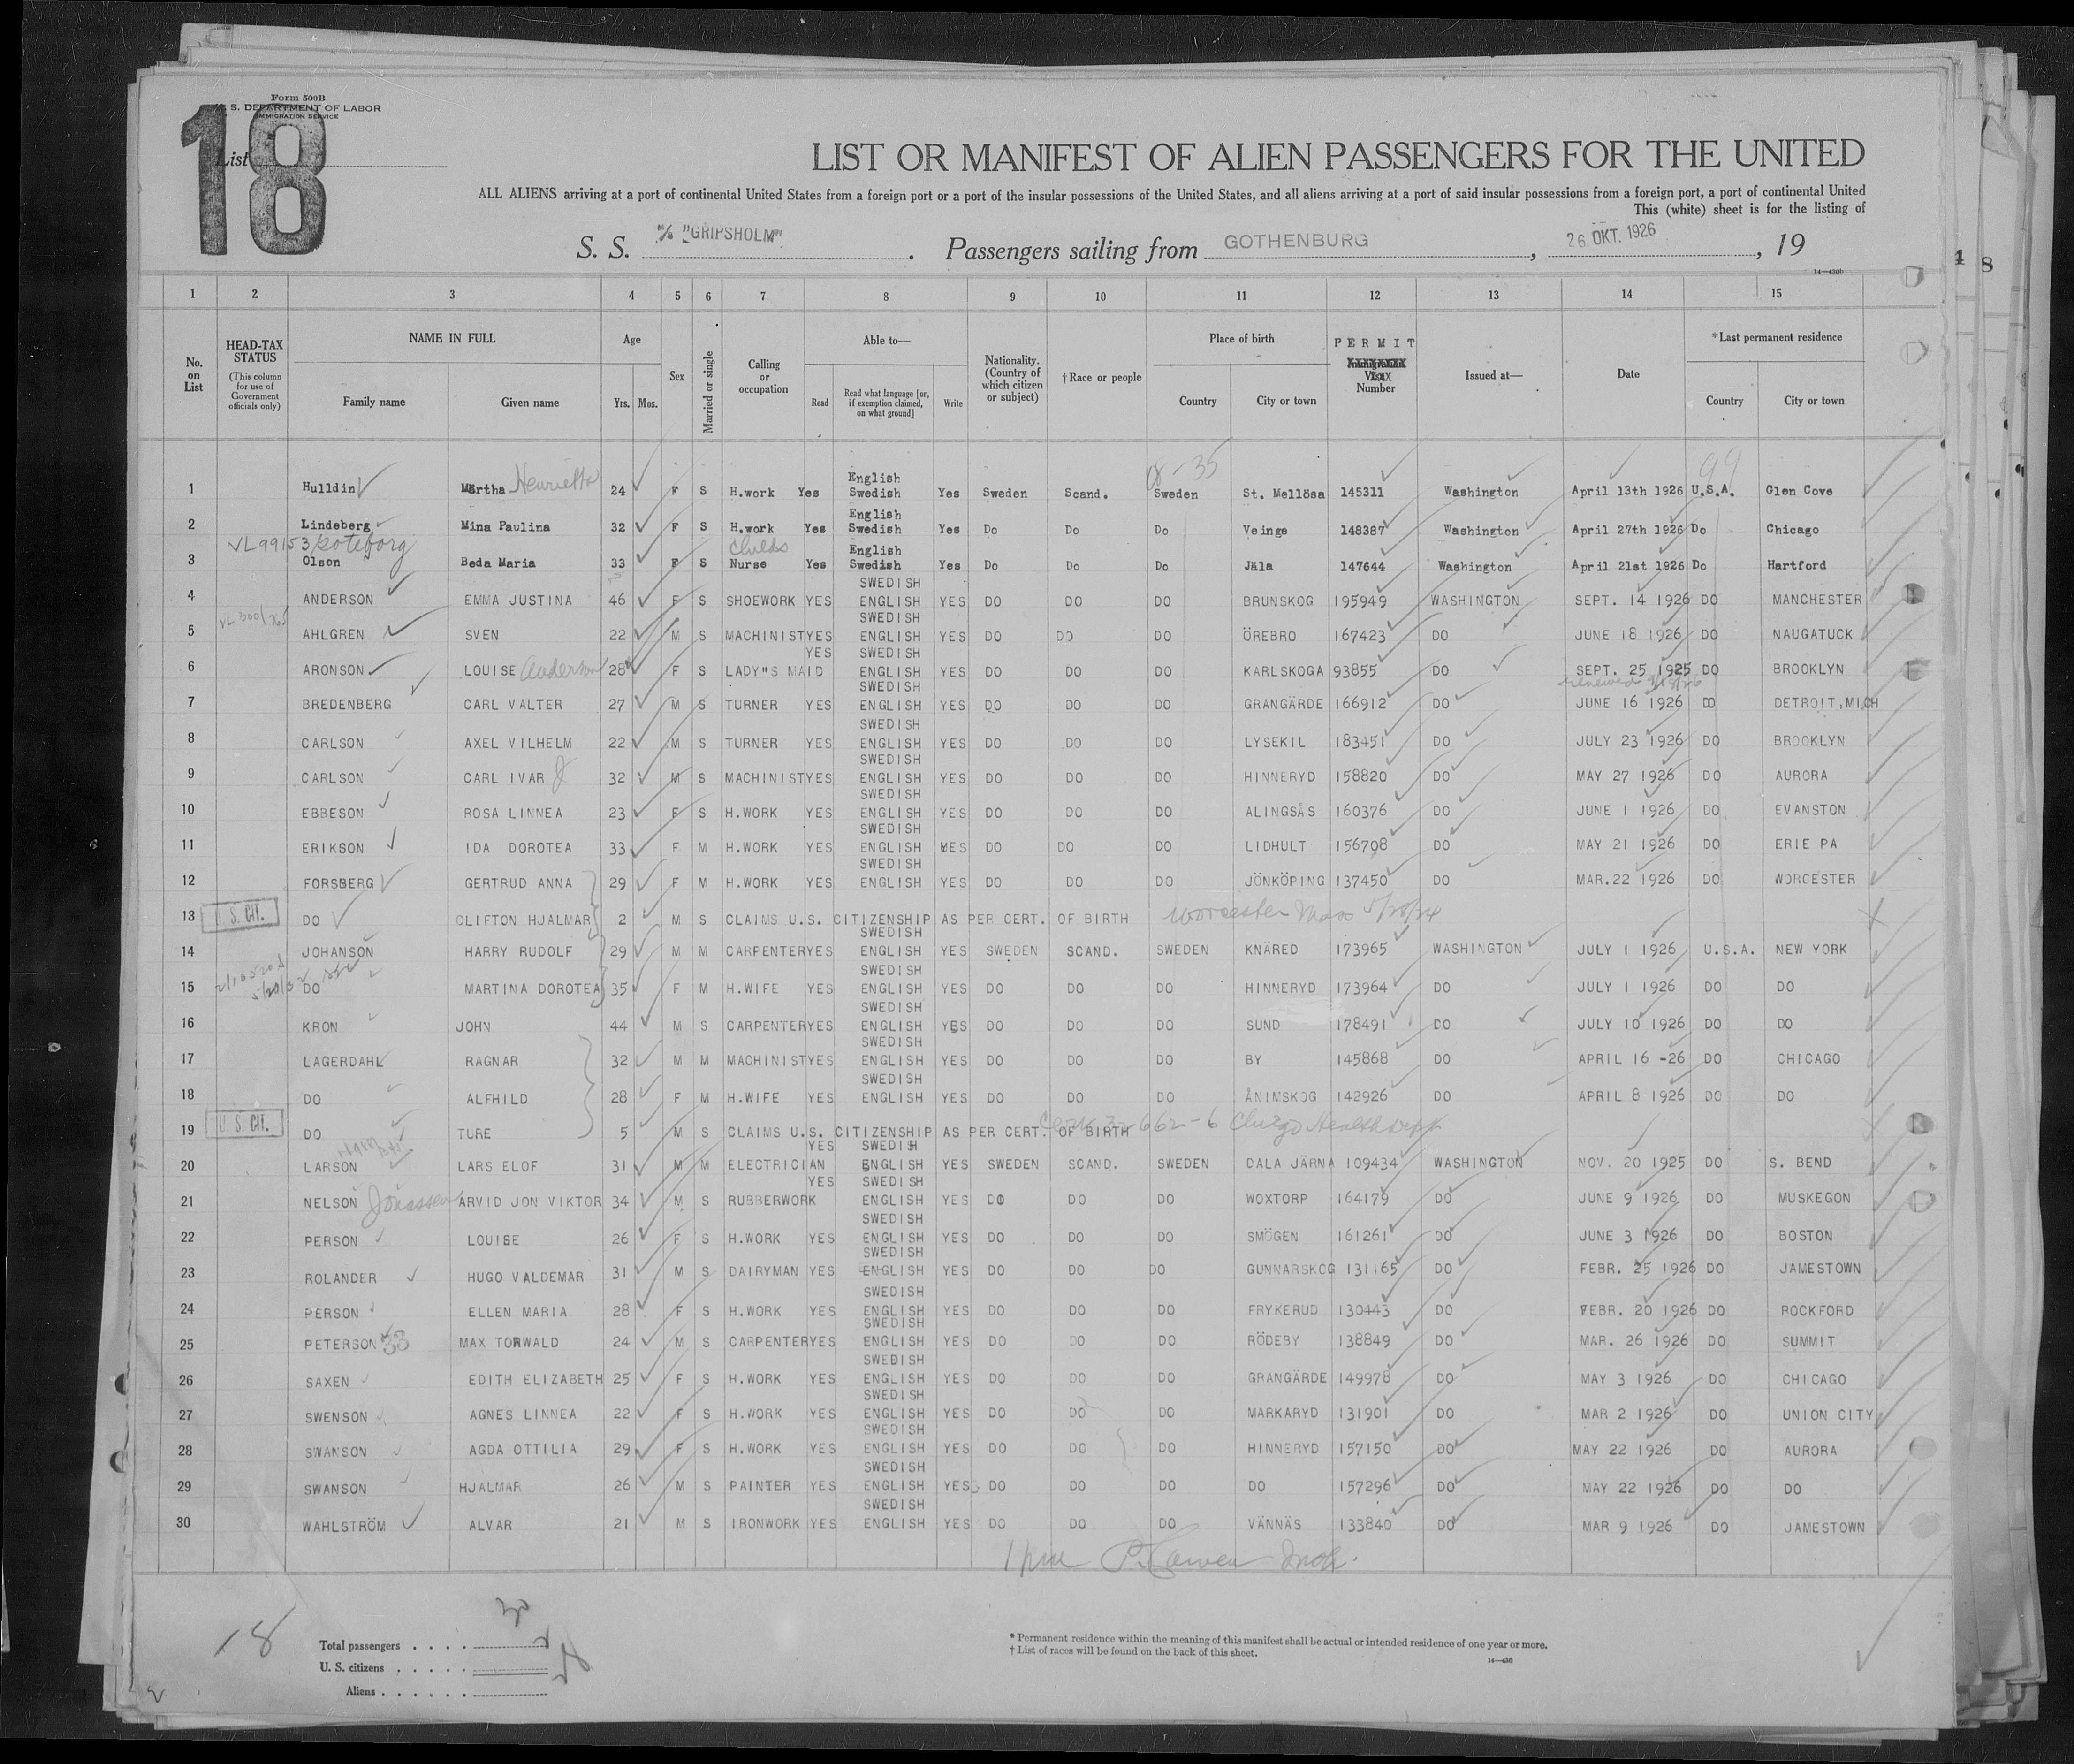 Form 500B
U. S. DEPARTMENT OF LABOR
IMMIGRATION SERVICE
18
List
LIST OR MANIFEST OF ALIEN PASSENGERS FOR THE UNITED
ALL ALIENS arriving at a port of continental United States from a foreign port or a port of the insular possessions of the United States, and all aliens arriving at a port of said insular possessions from a foreign port, a port of continental United
This (white) sheet is for the listing of
S. S. M/S "GRIPSHOLM". Passengers sailing from GOTHENBURG, 26 OKT. 1926, 19
14—430b
1 2 3 4 5 6 7 8 9 10 11 12 13 14 15
No. on List HEAD-TAX STATUS (This column for use of Government officials only) NAME IN FULL Family name Given name Age Yrs. Mos. Sex Married or single Calling or occupation Able to— Read Read what language [or, if exemption claimed, on what ground] Write Nationality. (Country of which citizen or subject) †Race or people Place of birth Country City or town PERMIT Number Issued at— Date *Last permanent residence Country City or town
8-35 99
1 Hulldin Martha Henrietta 24 F S H.work Yes English Swedish Yes Sweden Scand. Sweden St. Mellösa 145311 Washington April 13th 1926 U.S.A. Glen Cove
2 Lindeberg Mina Paulina 32 F S H.work Yes English Swedish Yes Do Do Do Veinge 148387 Washington April 27th 1926 Do Chicago
VL99153 Göteborg
3 Olson Beda Maria 33 F S Childs Nurse Yes English Swedish Yes Do Do Do Jäla 147644 Washington April 21st 1926 Do Hartford
4 ANDERSON EMMA JUSTINA 46 F S SHOEWORK YES SWEDISH ENGLISH YES DO DO DO BRUNSKOG 195949 WASHINGTON SEPT. 14 1926 DO MANCHESTER
5 AHLGREN SVEN 22 M S MACHINIST YES SWEDISH ENGLISH YES DO DO DO ÖREBRO 167423 DO JUNE 18 1926 DO NAUGATUCK
6 ARONSON LOUISE Anderson 28 F S LADY"S MAID YES SWEDISH ENGLISH YES DO DO DO KARLSKOGA 93855 DO SEPT. 25 1925 DO BROOKLYN
renewed
7 BREDENBERG CARL VALTER 27 M S TURNER YES SWEDISH ENGLISH YES DO DO DO GRANGÄRDE 166912 DO JUNE 16 1926 DO DETROIT,MICH
8 CARLSON AXEL VILHELM 22 M S TURNER YES SWEDISH ENGLISH YES DO DO DO LYSEKIL 183451 DO JULY 23 1926 DO BROOKLYN
9 CARLSON CARL IVAR J 32 M S MACHINIST YES SWEDISH ENGLISH YES DO DO DO HINNERYD 158820 DO MAY 27 1926 DO AURORA
10 EBBESON ROSA LINNEA 23 F S H.WORK YES SWEDISH ENGLISH YES DO DO DO ALINGSÅS 160376 DO JUNE 1 1926 DO EVANSTON
11 ERIKSON IDA DOROTEA 33 F M H.WORK YES SWEDISH ENGLISH YES DO DO DO LIDHULT 156708 DO MAY 21 1926 DO ERIE PA
12 FORSBERG GERTRUD ANNA 29 F M H.WORK YES SWEDISH ENGLISH YES DO DO DO JÖNKÖPING 137450 DO MAR.22 1926 DO WORCESTER
13 U. S. CIT. DO CLIFTON HJALMAR 2 M S CLAIMS U.S. CITIZENSHIP AS PER CERT. OF BIRTH Worcester Mass 5/28/24
14 JOHANSON HARRY RUDOLF 29 M M CARPENTER YES SWEDISH ENGLISH YES SWEDEN SCAND. SWEDEN KNÄRED 173965 WASHINGTON JULY 1 1926 U.S.A. NEW YORK
15 DO MARTINA DOROTEA 35 F M H.WIFE YES SWEDISH ENGLISH YES DO DO DO HINNERYD 173964 DO JULY 1 1926 DO DO
16 KRON JOHN 44 M S CARPENTER YES SWEDISH ENGLISH YES DO DO DO SUND 178491 DO JULY 10 1926 DO DO
17 LAGERDAHL RAGNAR 32 M M MACHINIST YES SWEDISH ENGLISH YES DO DO DO BY 145868 DO APRIL 16 -26 DO CHICAGO
18 DO ALFHILD 28 F M H.WIFE YES SWEDISH ENGLISH YES DO DO DO ÅNIMSKOG 142926 DO APRIL 8 1926 DO DO
19 U. S. CIT. DO TURE 5 M S CLAIMS U.S. CITIZENSHIP AS PER CERT. OF BIRTH
20 LARSON LARS ELOF 31 M M ELECTRICIAN YES SWEDISH ENGLISH YES SWEDEN SCAND. SWEDEN DALA JÄRNA 109434 WASHINGTON NOV. 20 1925 DO S. BEND
21 NELSON Jonasson ARVID JON VIKTOR 34 M S RUBBERWORK YES SWEDISH ENGLISH YES DO DO DO WOXTORP 164179 DO JUNE 9 1926 DO MUSKEGON
22 PERSON LOUISE 26 F S H.WORK YES SWEDISH ENGLISH YES DO DO DO SMÖGEN 161261 DO JUNE 3 1926 DO BOSTON
23 ROLANDER HUGO VALDEMAR 31 M S DAIRYMAN YES SWEDISH ENGLISH YES DO DO DO GUNNARSKOG 131165 DO FEBR. 25 1926 DO JAMESTOWN
24 PERSON ELLEN MARIA 28 F S H.WORK YES SWEDISH ENGLISH YES DO DO DO FRYKERUD 130443 DO FEBR. 20 1926 DO ROCKFORD
25 PETERSON 33 MAX TORWALD 24 M S CARPENTER YES SWEDISH ENGLISH YES DO DO DO RÖDEBY 138849 DO MAR. 26 1926 DO SUMMIT
26 SAXEN EDITH ELIZABETH 25 F S H.WORK YES SWEDISH ENGLISH YES DO DO DO GRANGÄRDE 149978 DO MAY 3 1926 DO CHICAGO
27 SWENSON AGNES LINNEA 22 F S H.WORK YES SWEDISH ENGLISH YES DO DO DO MARKARYD 131901 DO MAR 2 1926 DO UNION CITY
28 SWANSON AGDA OTTILIA 29 F S H.WORK YES SWEDISH ENGLISH YES DO DO DO HINNERYD 157150 DO MAY 22 1926 DO AURORA
29 SWANSON HJALMAR 26 M S PAINTER YES SWEDISH ENGLISH YES DO DO DO DO 157296 DO MAY 22 1926 DO DO
30 WAHLSTRÖM ALVAR 21 M S IRONWORK YES SWEDISH ENGLISH YES DO DO DO VÄNNÄS 133840 DO MAR 9 1926 DO JAMESTOWN
18
Total passengers
U. S. citizens
Aliens
* Permanent residence within the meaning of this manifest shall be actual or intended residence of one year or more.
† List of races will be found on the back of this sheet.
14—430